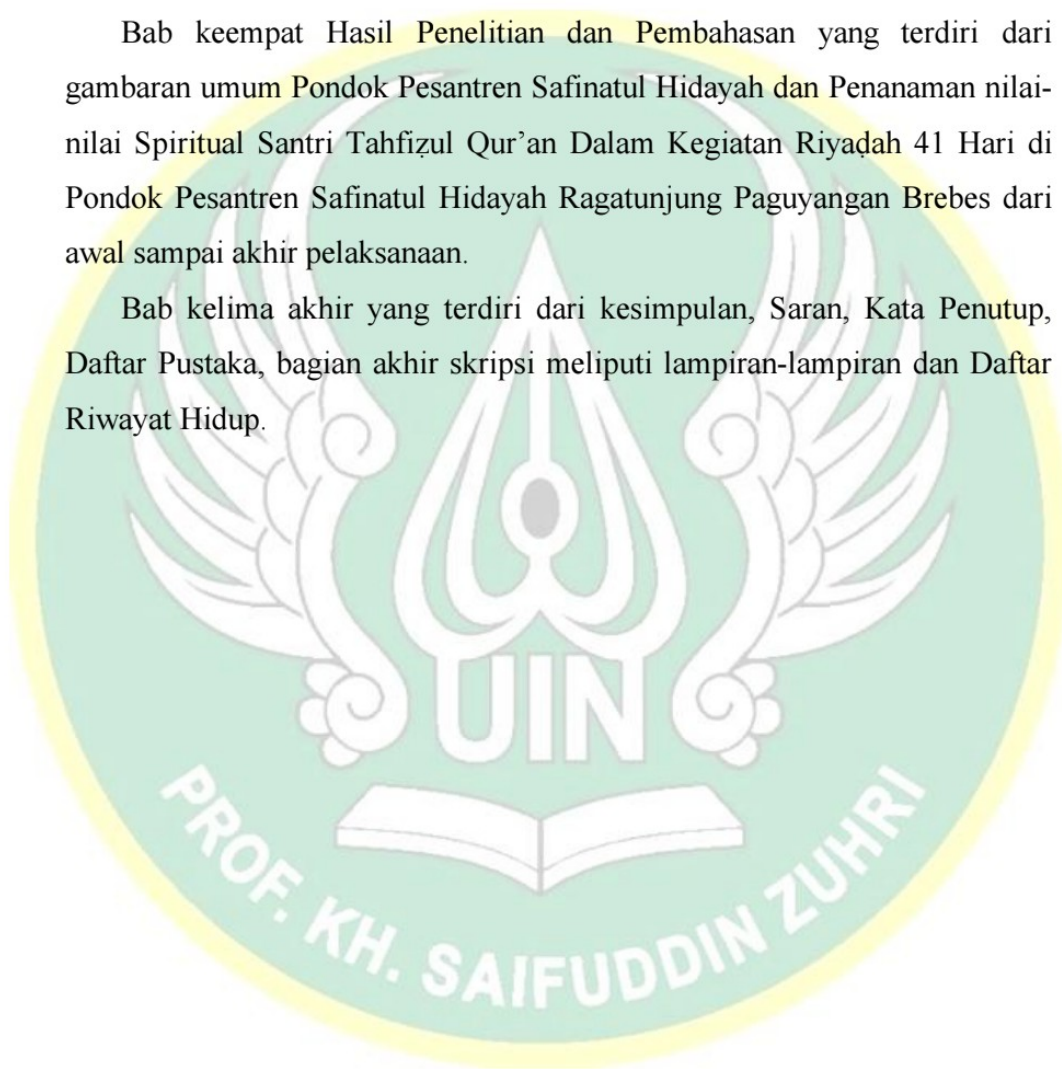 Bab keempat Hasil Penelitian dan Pembahasan yang terdiri dari
gambaran umum Pondok Pesantren Safinatul Hidayah dan Penanaman nilai-
nilai Spiritual Santri Tahfiẓul Qur’an Dalam Kegiatan Riyaḍah 41 Hari di
Pondok Pesantren Safinatul Hidayah Ragatunjung Paguyangan Brebes dari
awal sampai akhir pelaksanaan.
Bab kelima akhir yang terdiri dari kesimpulan, Saran, Kata Penutup,
Daftar Pustaka, bagian akhir skripsi meliputi lampiran-lampiran dan Daftar
Riwayat Hidup.
UIN
PROF. KH. SAIFUDDIN ZUHRI